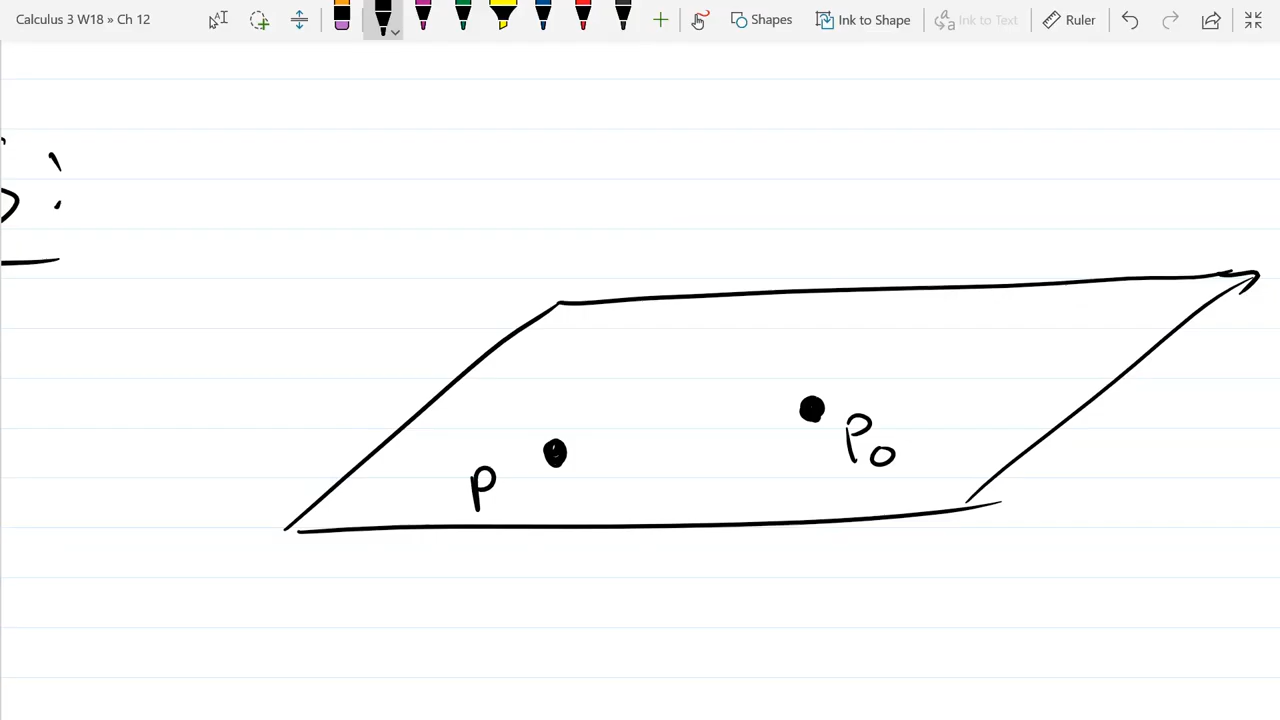 Calculus 3 W18 » Ch 12
Shapes
Ink to Shape
Ink to Text
Ruler
:
P
P₀